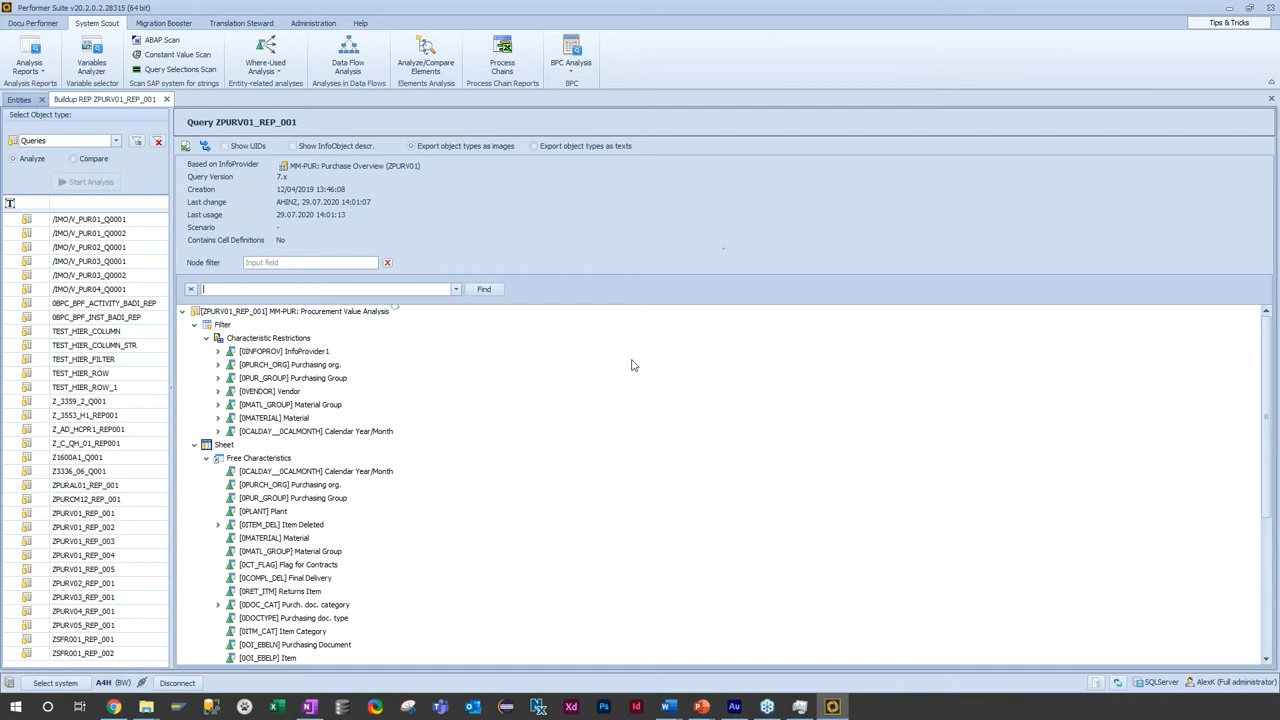 Performer Suite v20.2.0.2.28315 (64 bit)
Docu Performer System Scout Migration Booster Translation Steward Administration Help Tips & Tricks
Analysis Reports
Variables Analyzer
ABAP Scan
Constant Value Scan
Query Selections Scan
Where-Used Analysis
Data Flow Analysis
Analyze/Compare Elements
Process Chains
BPC Analysis
Analysis Reports Variable selector Scan SAP system for strings Entity-related analyses Analyses in Data Flows Elements Analysis Process Chain Reports BPC
Entities Buildup REP ZPURV01_REP_001
Select Object type:
Queries
Analyze Compare
Start Analysis
/IMO/V_PUR01_Q0001
/IMO/V_PUR01_Q0002
/IMO/V_PUR02_Q0001
/IMO/V_PUR03_Q0001
/IMO/V_PUR03_Q0002
/IMO/V_PUR04_Q0001
0BPC_BPF_ACTIVITY_BADI_REP
0BPC_BPF_INST_BADI_REP
TEST_HIER_COLUMN
TEST_HIER_COLUMN_STR
TEST_HIER_FILTER
TEST_HIER_ROW
TEST_HIER_ROW_1
Z_3359_2_Q001
Z_3553_H1_REP001
Z_AD_HCPR1_REP001
Z_C_QH_01_REP001
Z1600A1_Q001
Z3336_06_Q001
ZPURAL01_REP_001
ZPURCM12_REP_001
ZPURV01_REP_001
ZPURV01_REP_002
ZPURV01_REP_003
ZPURV01_REP_004
ZPURV01_REP_005
ZPURV02_REP_001
ZPURV03_REP_001
ZPURV04_REP_001
ZPURV05_REP_001
ZSFR001_REP_001
ZSFR001_REP_002
Query ZPURV01_REP_001
Show UIDs Show InfoObject descr. Export object types as images Export object types as texts
Based on InfoProvider MM-PUR: Purchase Overview (ZPURV01)
Query Version 7.x
Creation 12/04/2019 13:46:08
Last change AHINZ, 29.07.2020 14:01:07
Last usage 29.07.2020 14:01:13
Scenario -
Contains Cell Definitions No
Node filter Input field
Find
[ZPURV01_REP_001] MM-PUR: Procurement Value Analysis
Filter
Characteristic Restrictions
[0INFOPROV] InfoProvider1
[0PURCH_ORG] Purchasing org.
[0PUR_GROUP] Purchasing Group
[0VENDOR] Vendor
[0MATL_GROUP] Material Group
[0MATERIAL] Material
[0CALDAY__0CALMONTH] Calendar Year/Month
Sheet
Free Characteristics
[0CALDAY__0CALMONTH] Calendar Year/Month
[0PURCH_ORG] Purchasing org.
[0PUR_GROUP] Purchasing Group
[0PLANT] Plant
[0ITEM_DEL] Item Deleted
[0MATERIAL] Material
[0MATL_GROUP] Material Group
[0CT_FLAG] Flag for Contracts
[0COMPL_DEL] Final Delivery
[0RET_ITM] Returns Item
[0DOC_CAT] Purch. doc. category
[0DOCTYPE] Purchasing doc. type
[0ITM_CAT] Item Category
[0OI_EBELN] Purchasing Document
[0OI_EBELP] Item
Select system A4H (BW) Disconnect SQLServer AlexK (Full administrator)